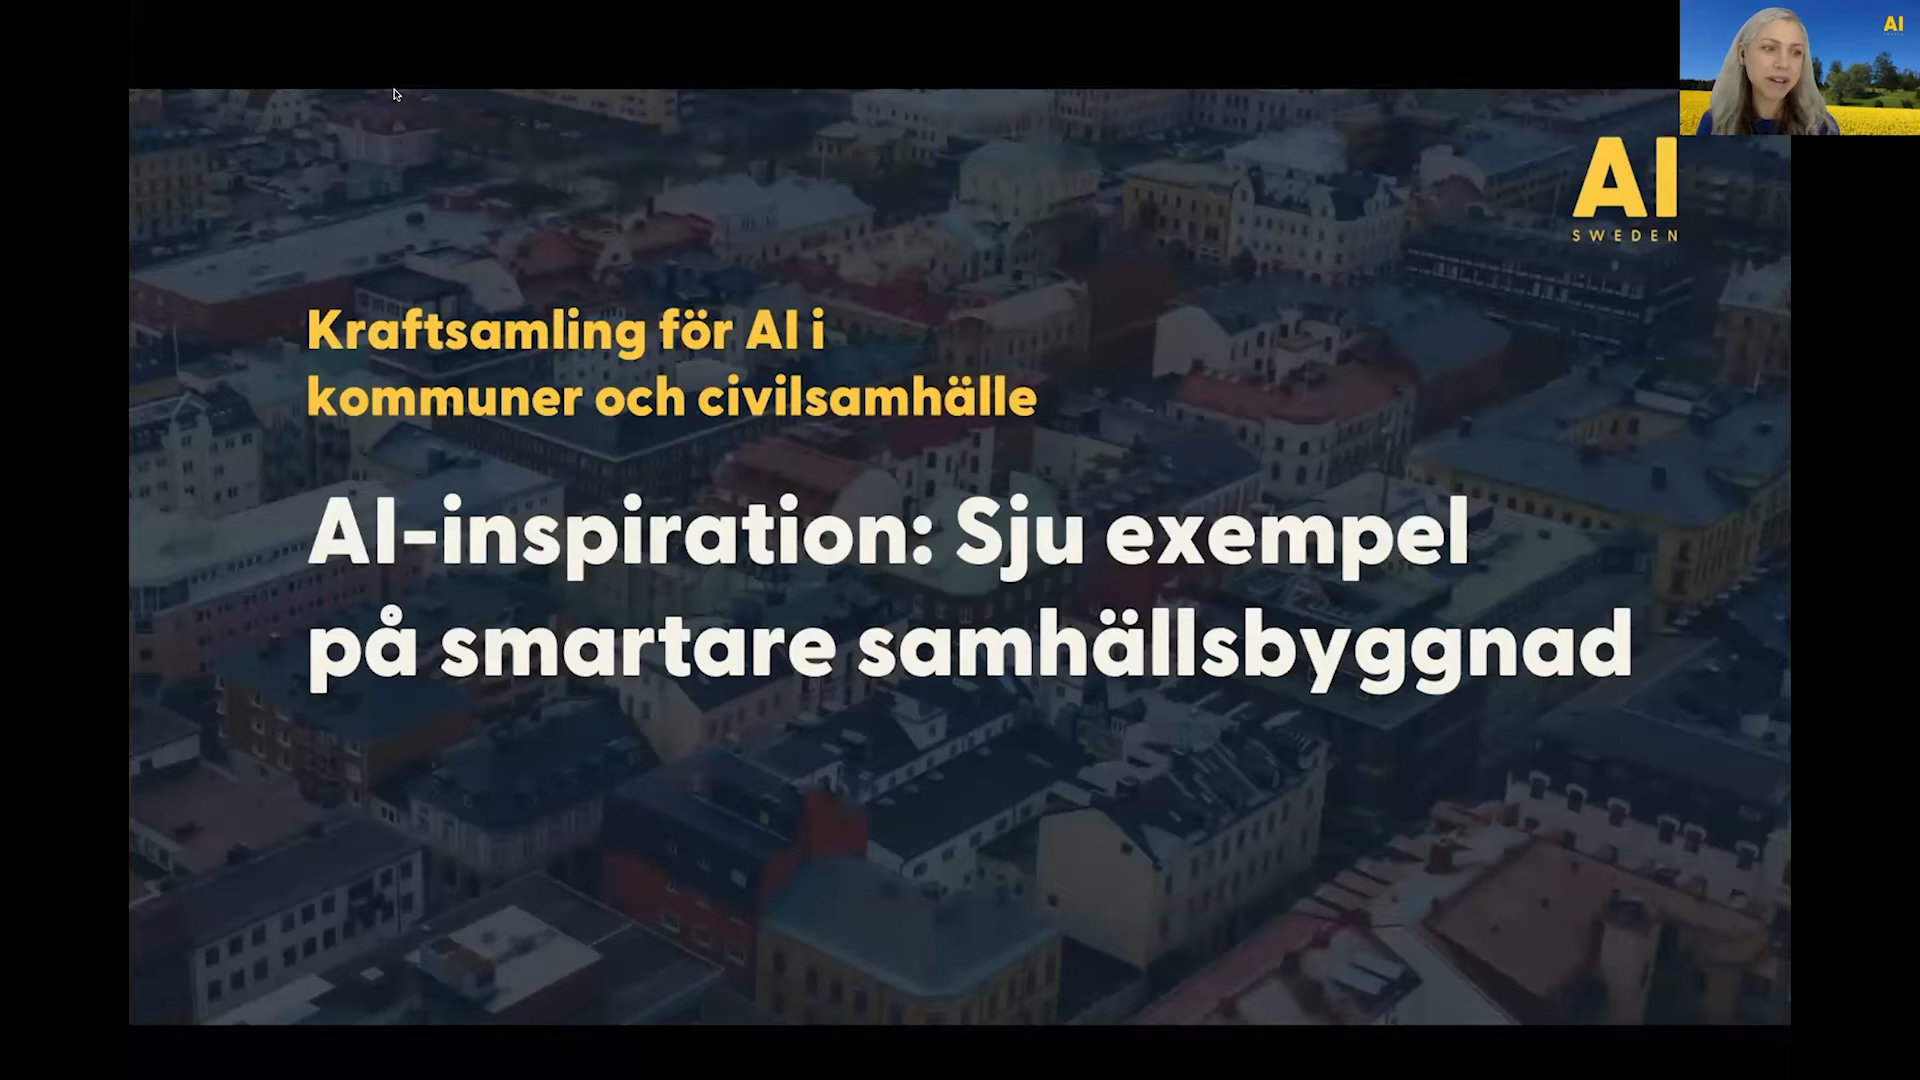 AI
AI
SWEDEN
Kraftsamling för AI i
kommuner och civilsamhälle
AI-inspiration: Sju exempel
på smartare samhällsbyggnad